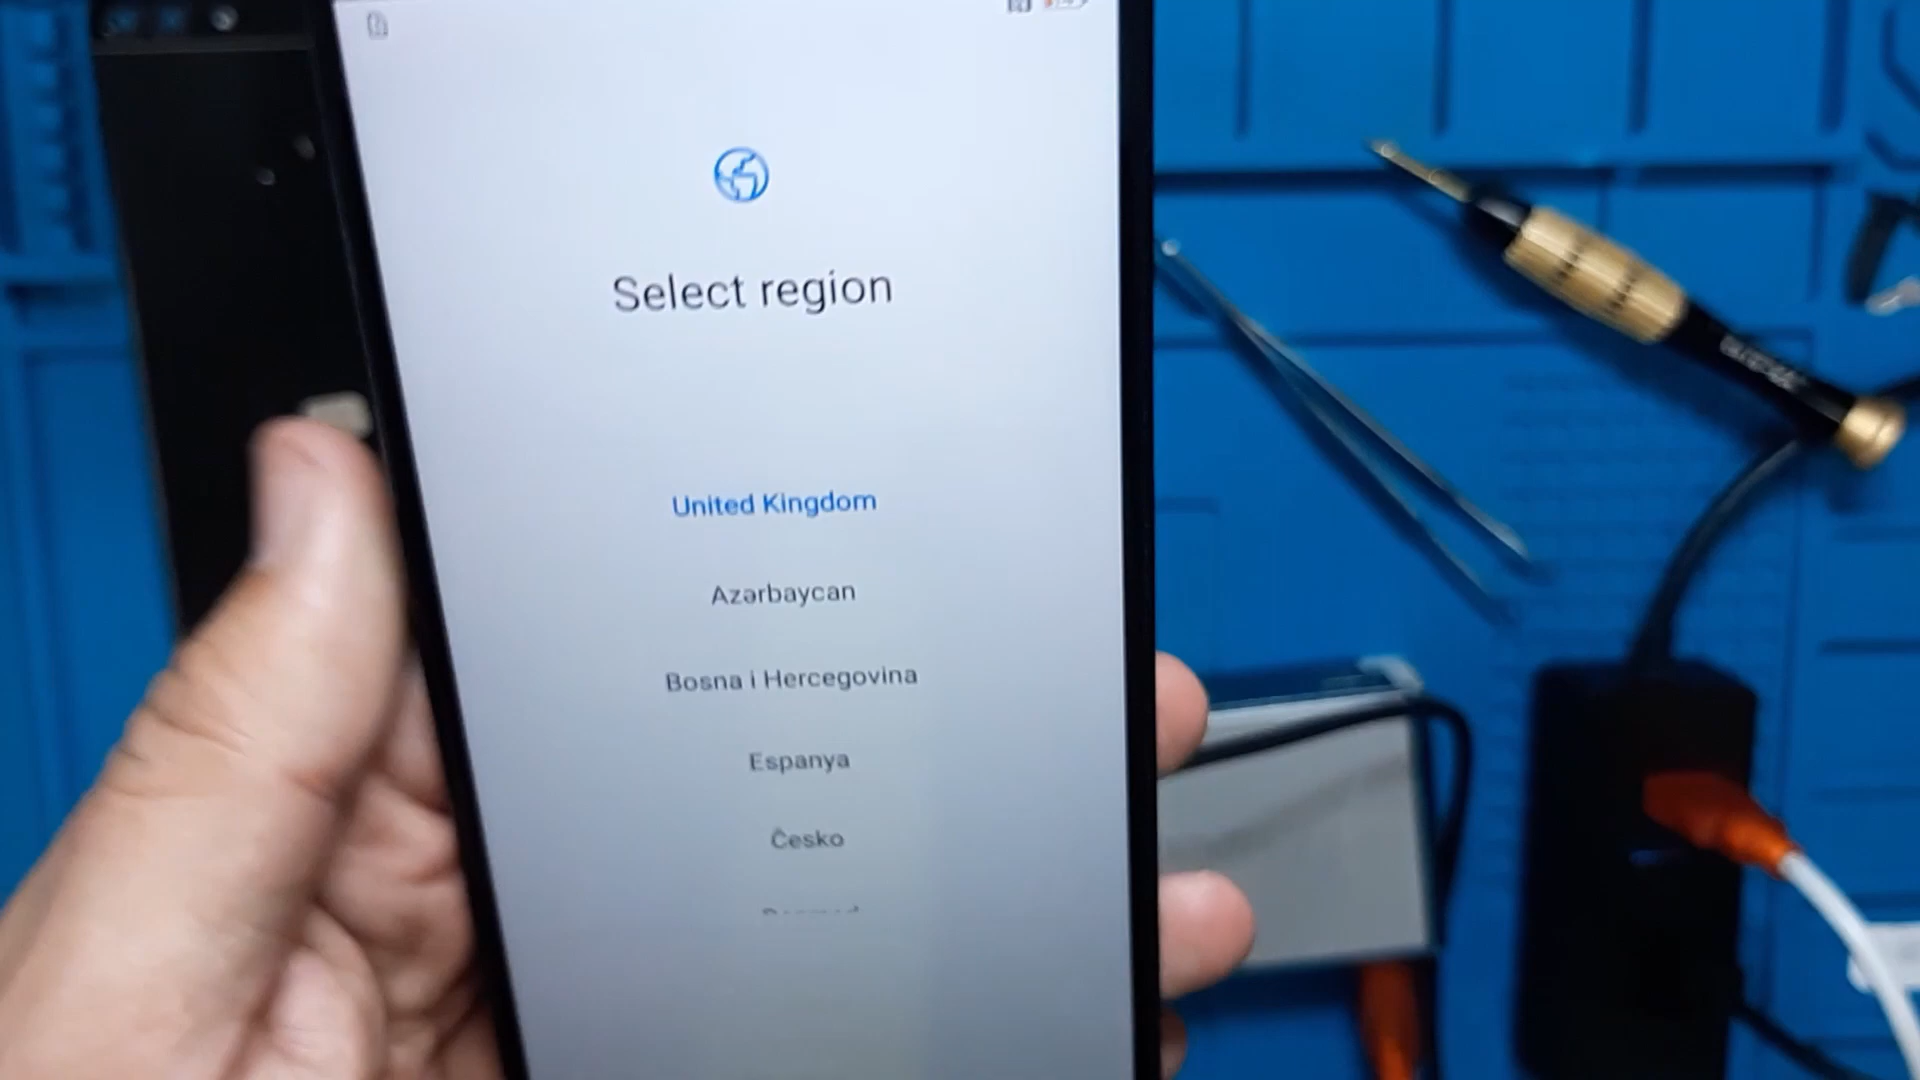 Select region
United Kingdom
Azərbaycan
Bosna i Hercegovina
Espanya
Česko